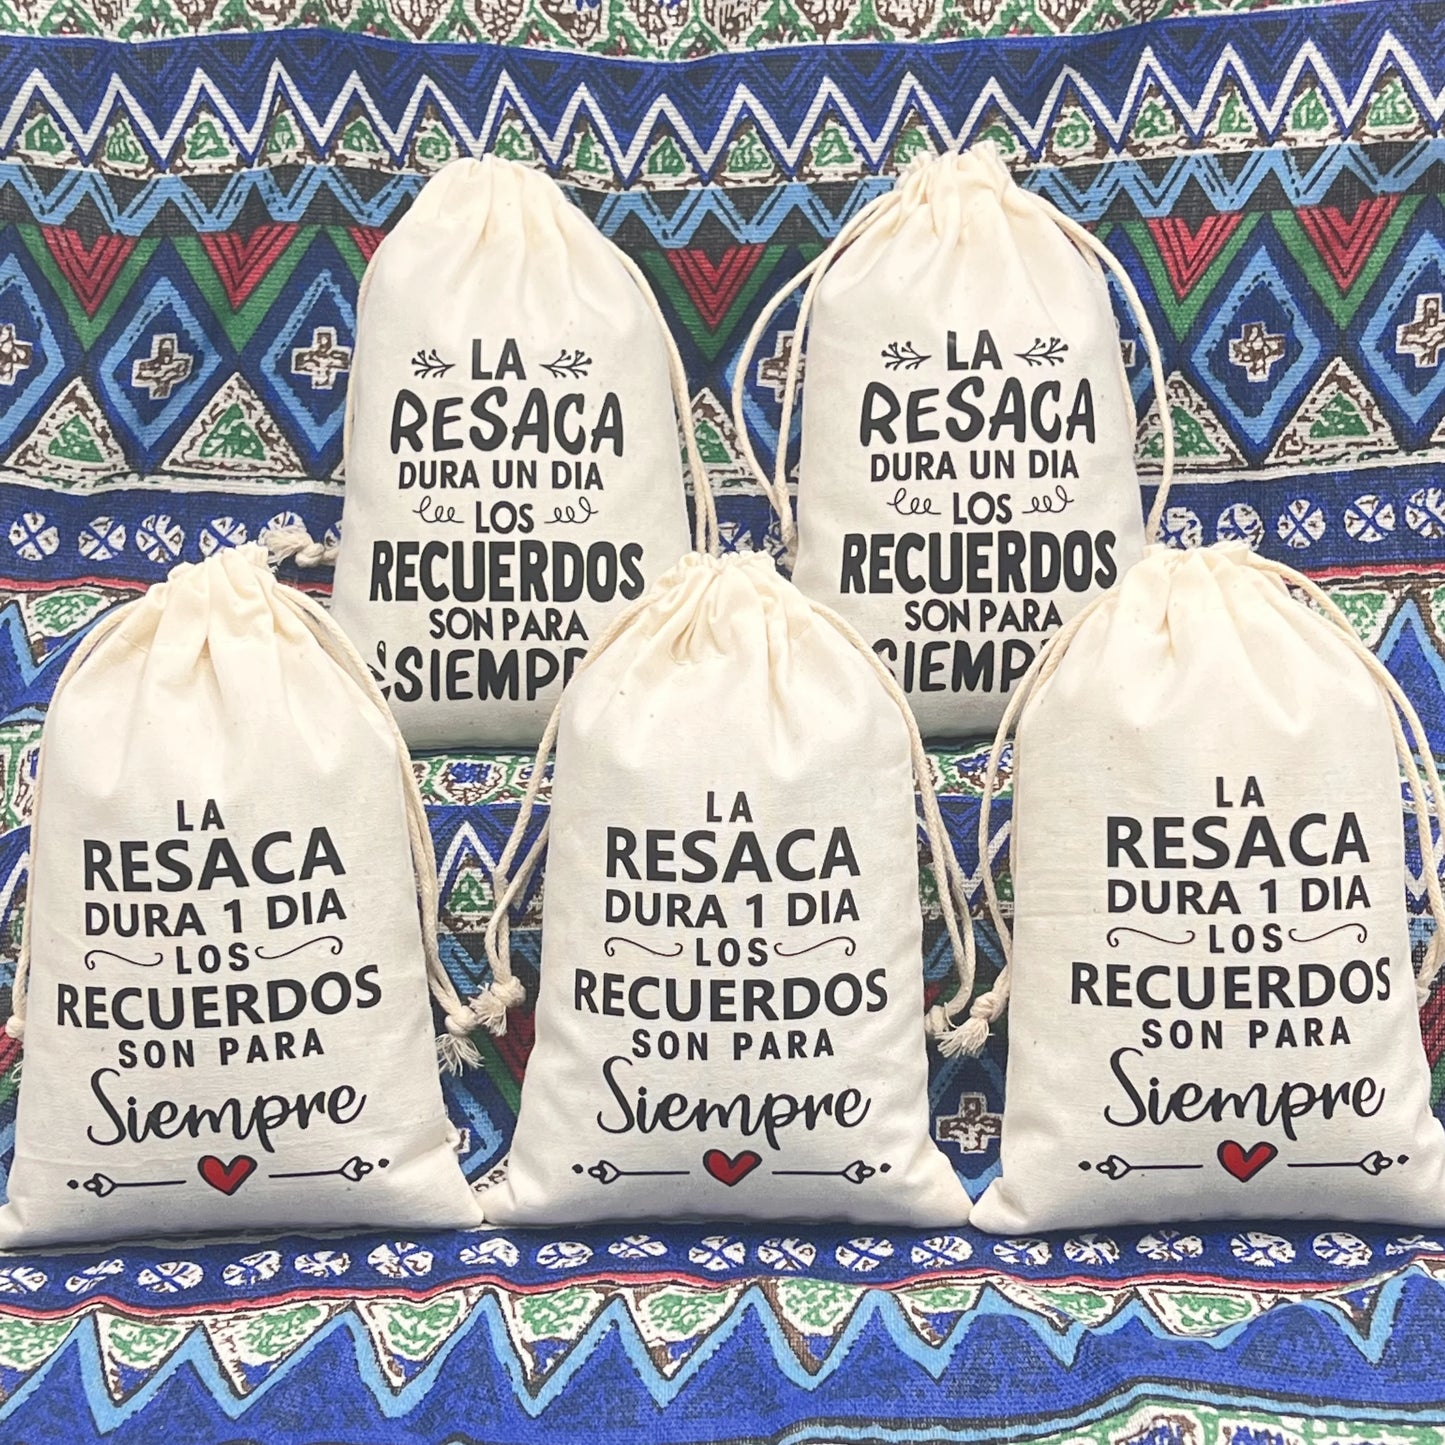 LA
RESACA
DURA UN DIA
LOS
RECUERDOS
SON PARA
LA
RESACA
DURA UN DIA
LOS
RECUERDOS
SON PARA
LA
RESACA
DURA 1 DIA
LOS
RECUERDOS
SON PARA
Siempre
LA
RESACA
DURA 1 DIA
LOS
RECUERDOS
SON PARA
Siempre
LA
RESACA
DURA 1 DIA
LOS
RECUERDOS
SON PARA
Siempre